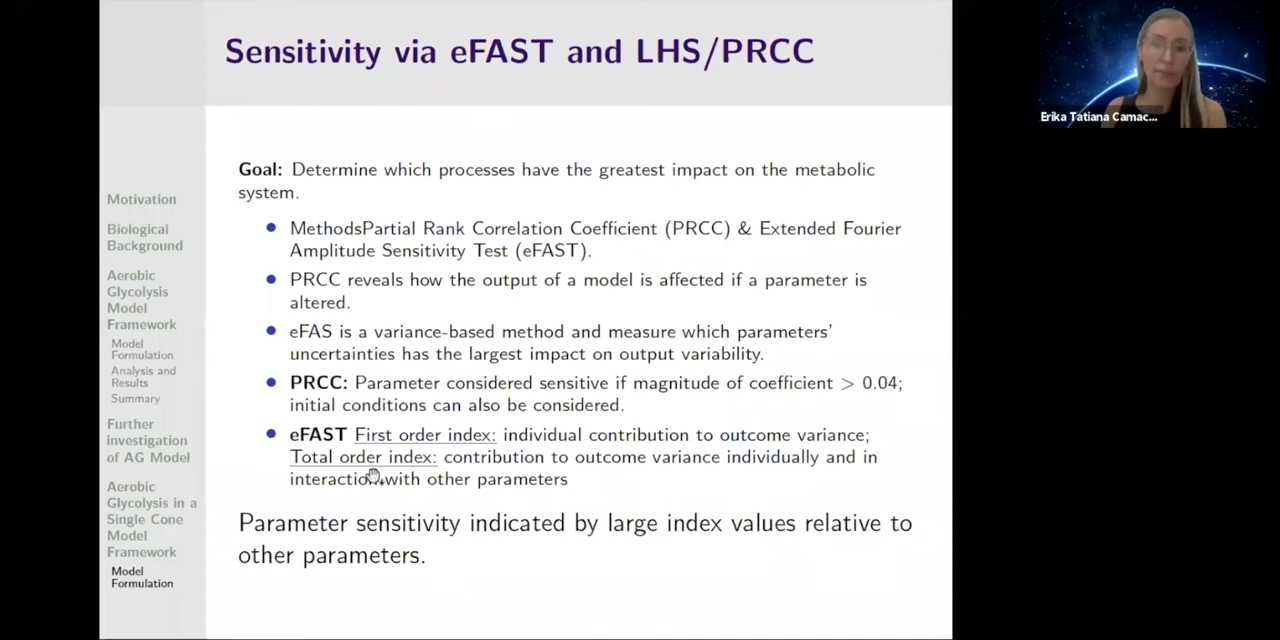 Sensitivity via eFAST and LHS/PRCC
Erika Tatiana Camac...
Motivation
Biological
Background
Aerobic
Glycolysis
Model
Framework
Model
Formulation
Analysis and
Results
Summary
Further
investigation
of AG Model
Aerobic
Glycolysis in a
Single Cone
Model
Framework
Model
Formulation
Goal: Determine which processes have the greatest impact on the metabolic
system.
MethodsPartial Rank Correlation Coefficient (PRCC) & Extended Fourier
Amplitude Sensitivity Test (eFAST).
PRCC reveals how the output of a model is affected if a parameter is
altered.
eFAS is a variance-based method and measure which parameters'
uncertainties has the largest impact on output variability.
PRCC: Parameter considered sensitive if magnitude of coefficient > 0.04;
initial conditions can also be considered.
eFAST First order index: individual contribution to outcome variance;
Total order index: contribution to outcome variance individually and in
interaction with other parameters
Parameter sensitivity indicated by large index values relative to
other parameters.